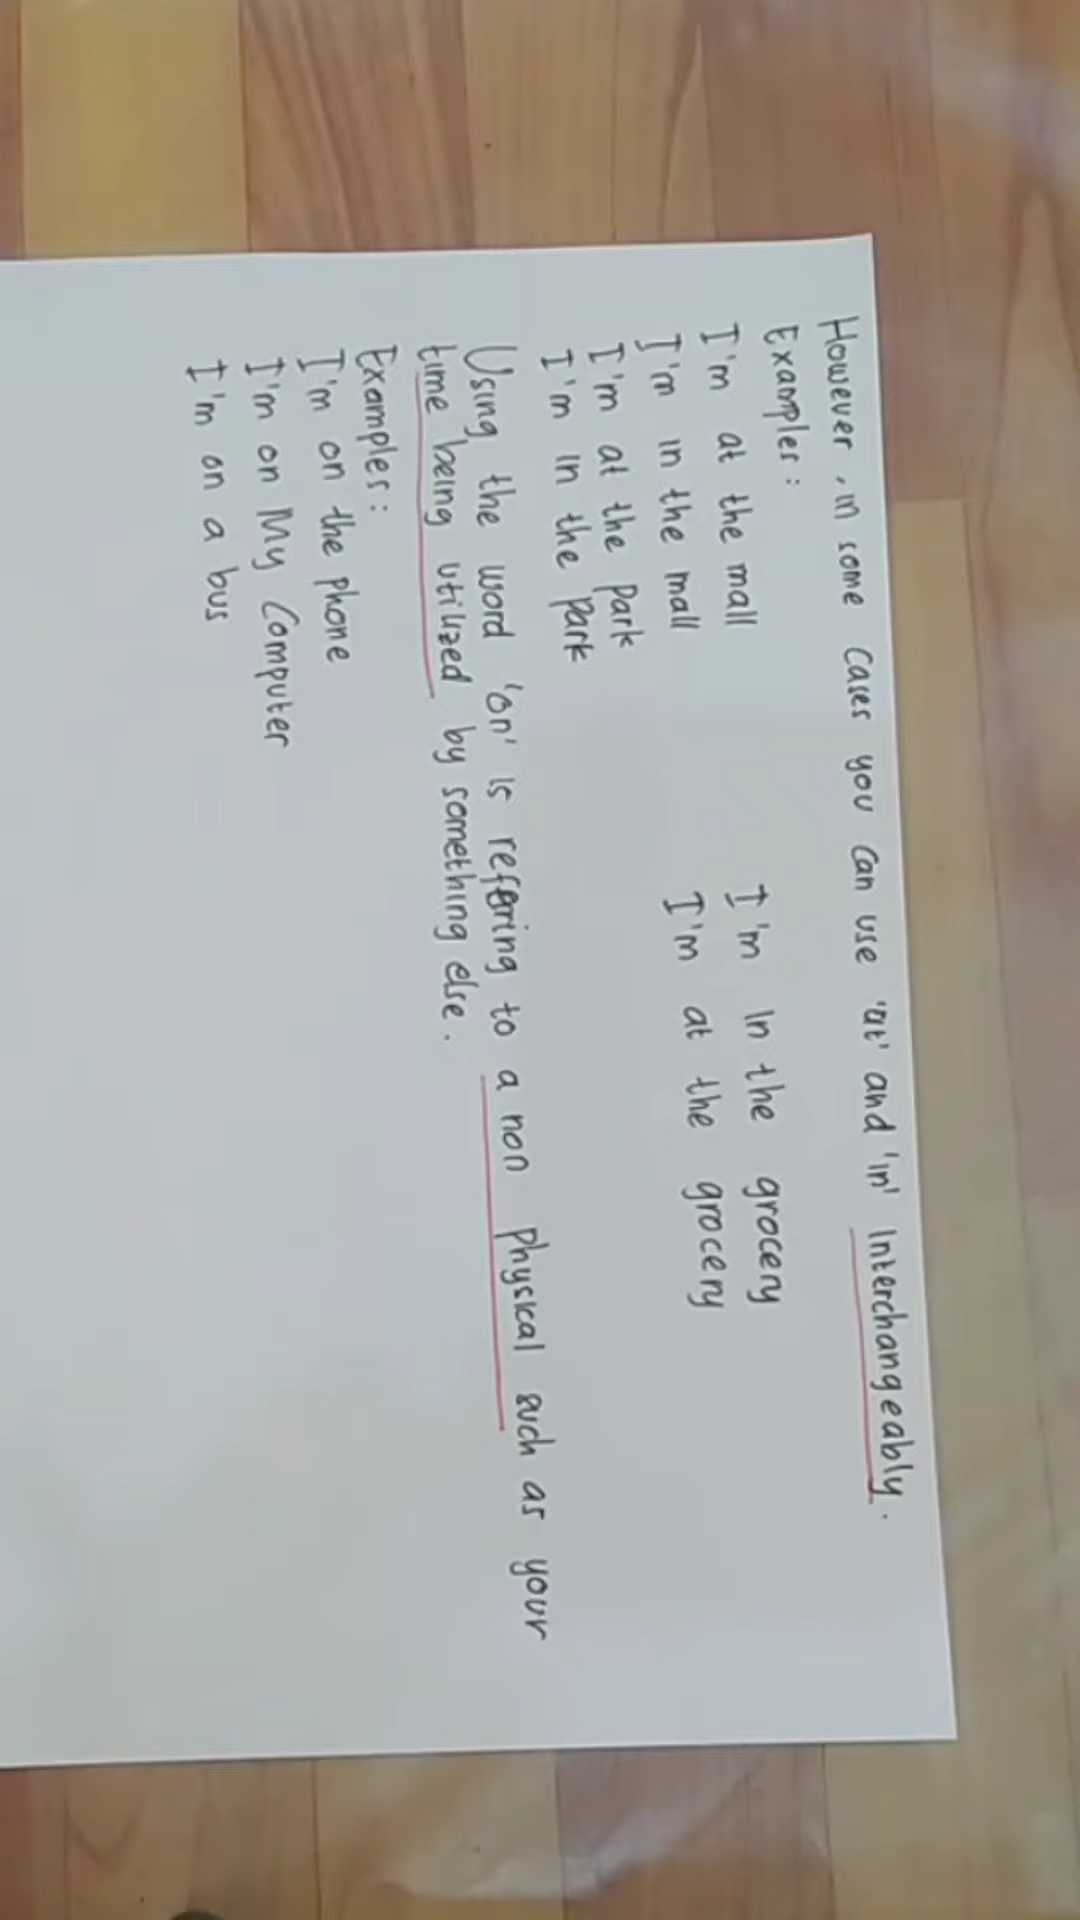 However, in some cases you can use 'at' and 'in' Interchangeably.
Examples:
I'm at the mall
I'm in the mall
I'm at the park
I'm in the park
I'm in the grocery
I'm at the grocery
Using the word 'on' is refering to a non physical such as your
time being utilized by something else.
Examples:
I'm on the phone
I'm on My Computer
I'm on a bus